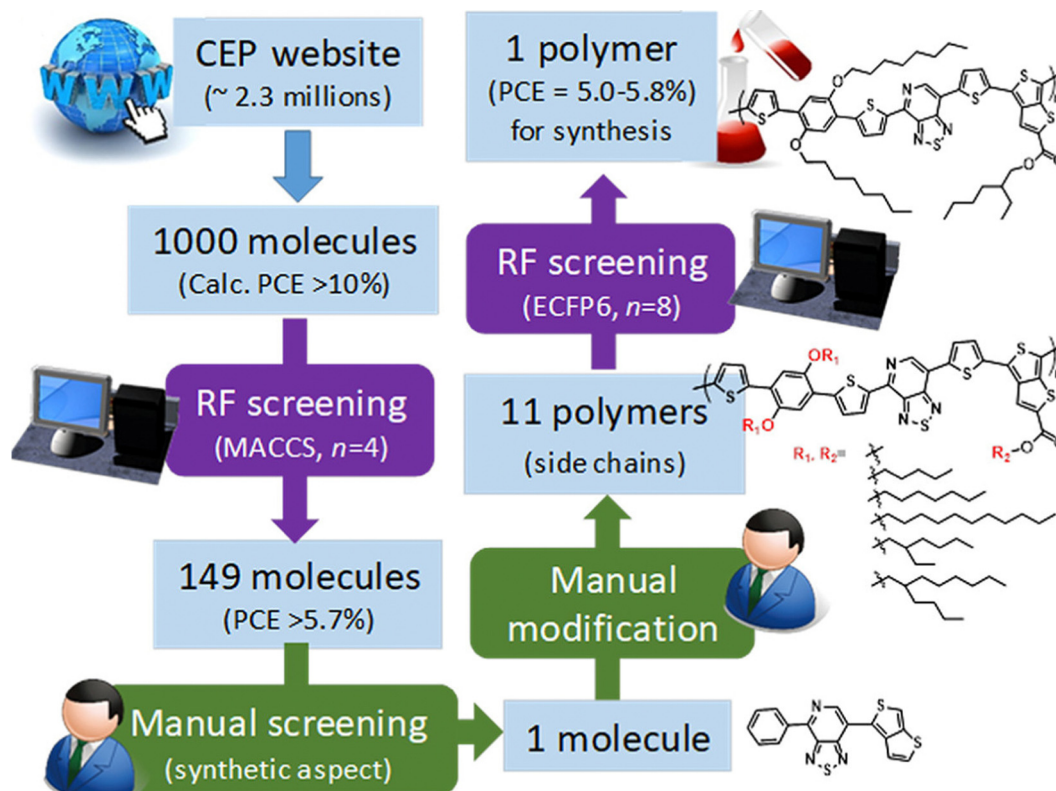 WWW
CEP website
(~ 2.3 millions)
1000 molecules
(Calc. PCE >10%)
RF screening
(MACCS, n=4)
149 molecules
(PCE >5.7%)
Manual screening
(synthetic aspect)
1 molecule
N
S
N
S
N
S
Manual
modification
11 polymers
(side chains)
S
OR1
R1O
S
N
N
S
N
S
S
S
n
R2
O
R1, R2=
RF screening
(ECFP6, n=8)
1 polymer
(PCE = 5.0-5.8%)
for synthesis
S
O
O
S
N
N
S
N
S
S
S
n
O